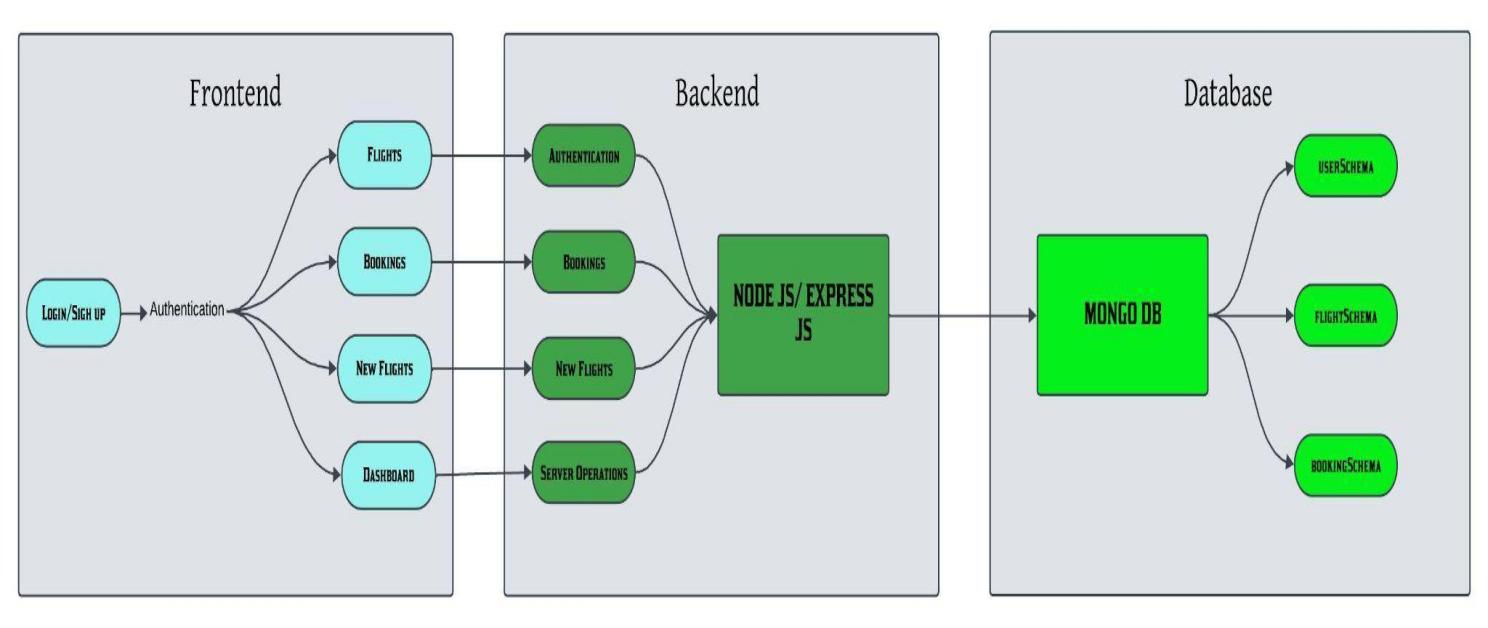 Frontend
Login/Sigh up
Authentication
Flights
Bookings
New Flights
Dashboard
Backend
Authentication
Bookings
New Flights
Server Operations
NODE JS/ EXPRESS
JS
Database
MONGO DB
userSchema
flightSchema
bookingSchema